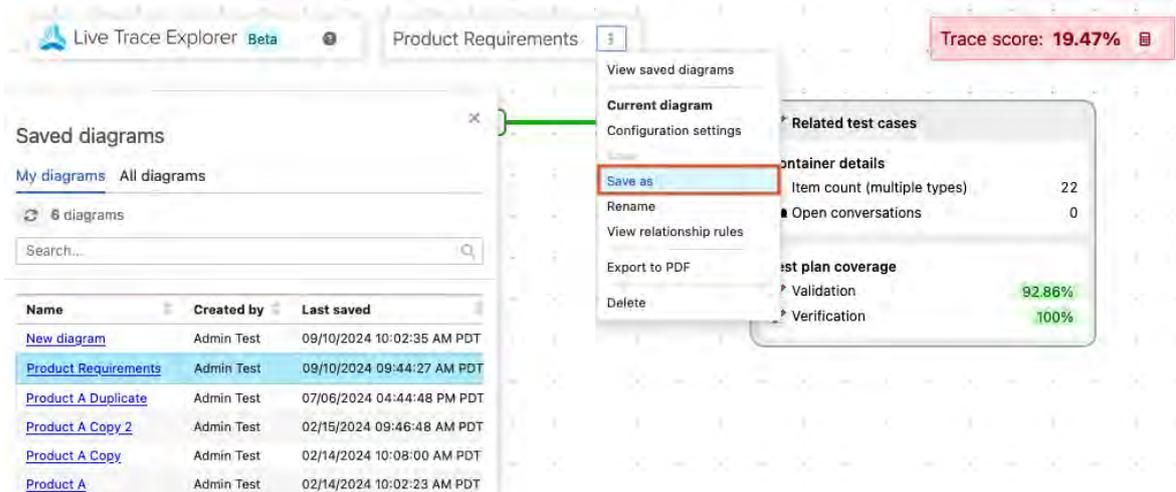 Live Trace Explorer Beta
Product Requirements
Trace score: 19.47%
View saved diagrams
Current diagram
Configuration settings
Save
Save as
Rename
View relationship rules
Export to PDF
Delete
Saved diagrams
My diagrams All diagrams
6 diagrams
Search...
Name Created by Last saved
New diagram Admin Test 09/10/2024 10:02:35 AM PDT
Product Requirements Admin Test 09/10/2024 09:44:27 AM PDT
Product A Duplicate Admin Test 07/06/2024 04:44:48 PM PDT
Product A Copy 2 Admin Test 02/15/2024 09:46:48 AM PDT
Product A Copy Admin Test 02/14/2024 10:08:00 AM PDT
Product A Admin Test 02/14/2024 10:02:23 AM PDT
Related test cases
ontainer details
Item count (multiple types) 22
Open conversations 0
est plan coverage
Validation 92.86%
Verification 100%